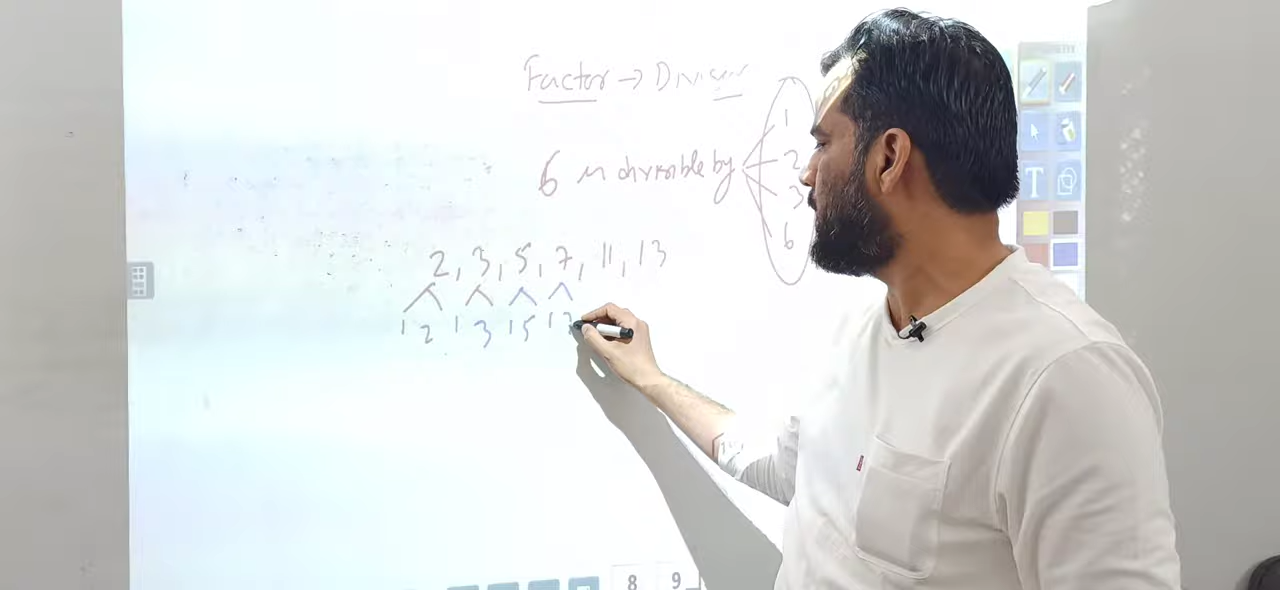 Factor → Divisor
1
6 is divisible by 2
3
6
2, 3, 5, 7, 11, 13
1 2 1 3 1 5 1 7
T
8 9